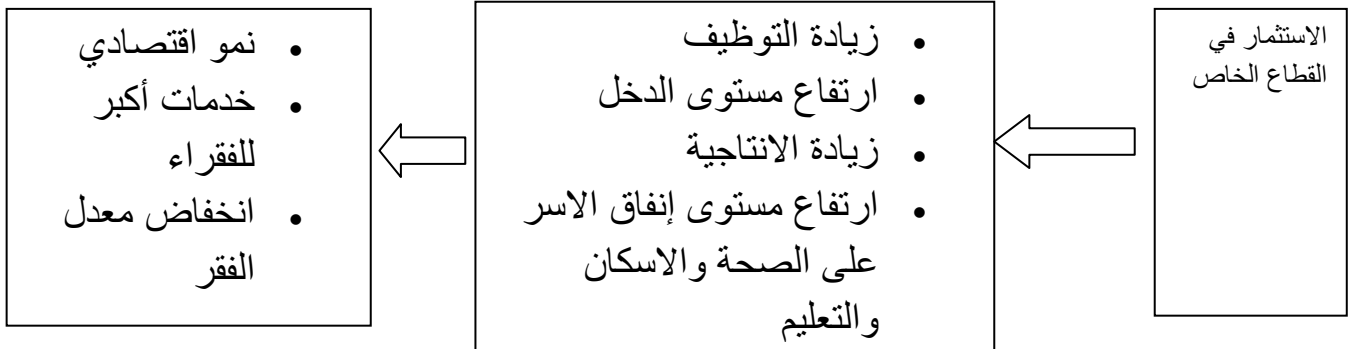 الاستثمار في
القطاع الخاص
• زيادة التوظيف
• ارتفاع مستوى الدخل
• زيادة الانتاجية
• ارتفاع مستوى إنفاق الاسر
على الصحة والاسكان
والتعليم
• نمو اقتصادي
• خدمات أكبر
للفقراء
• انخفاض معدل
الفقر